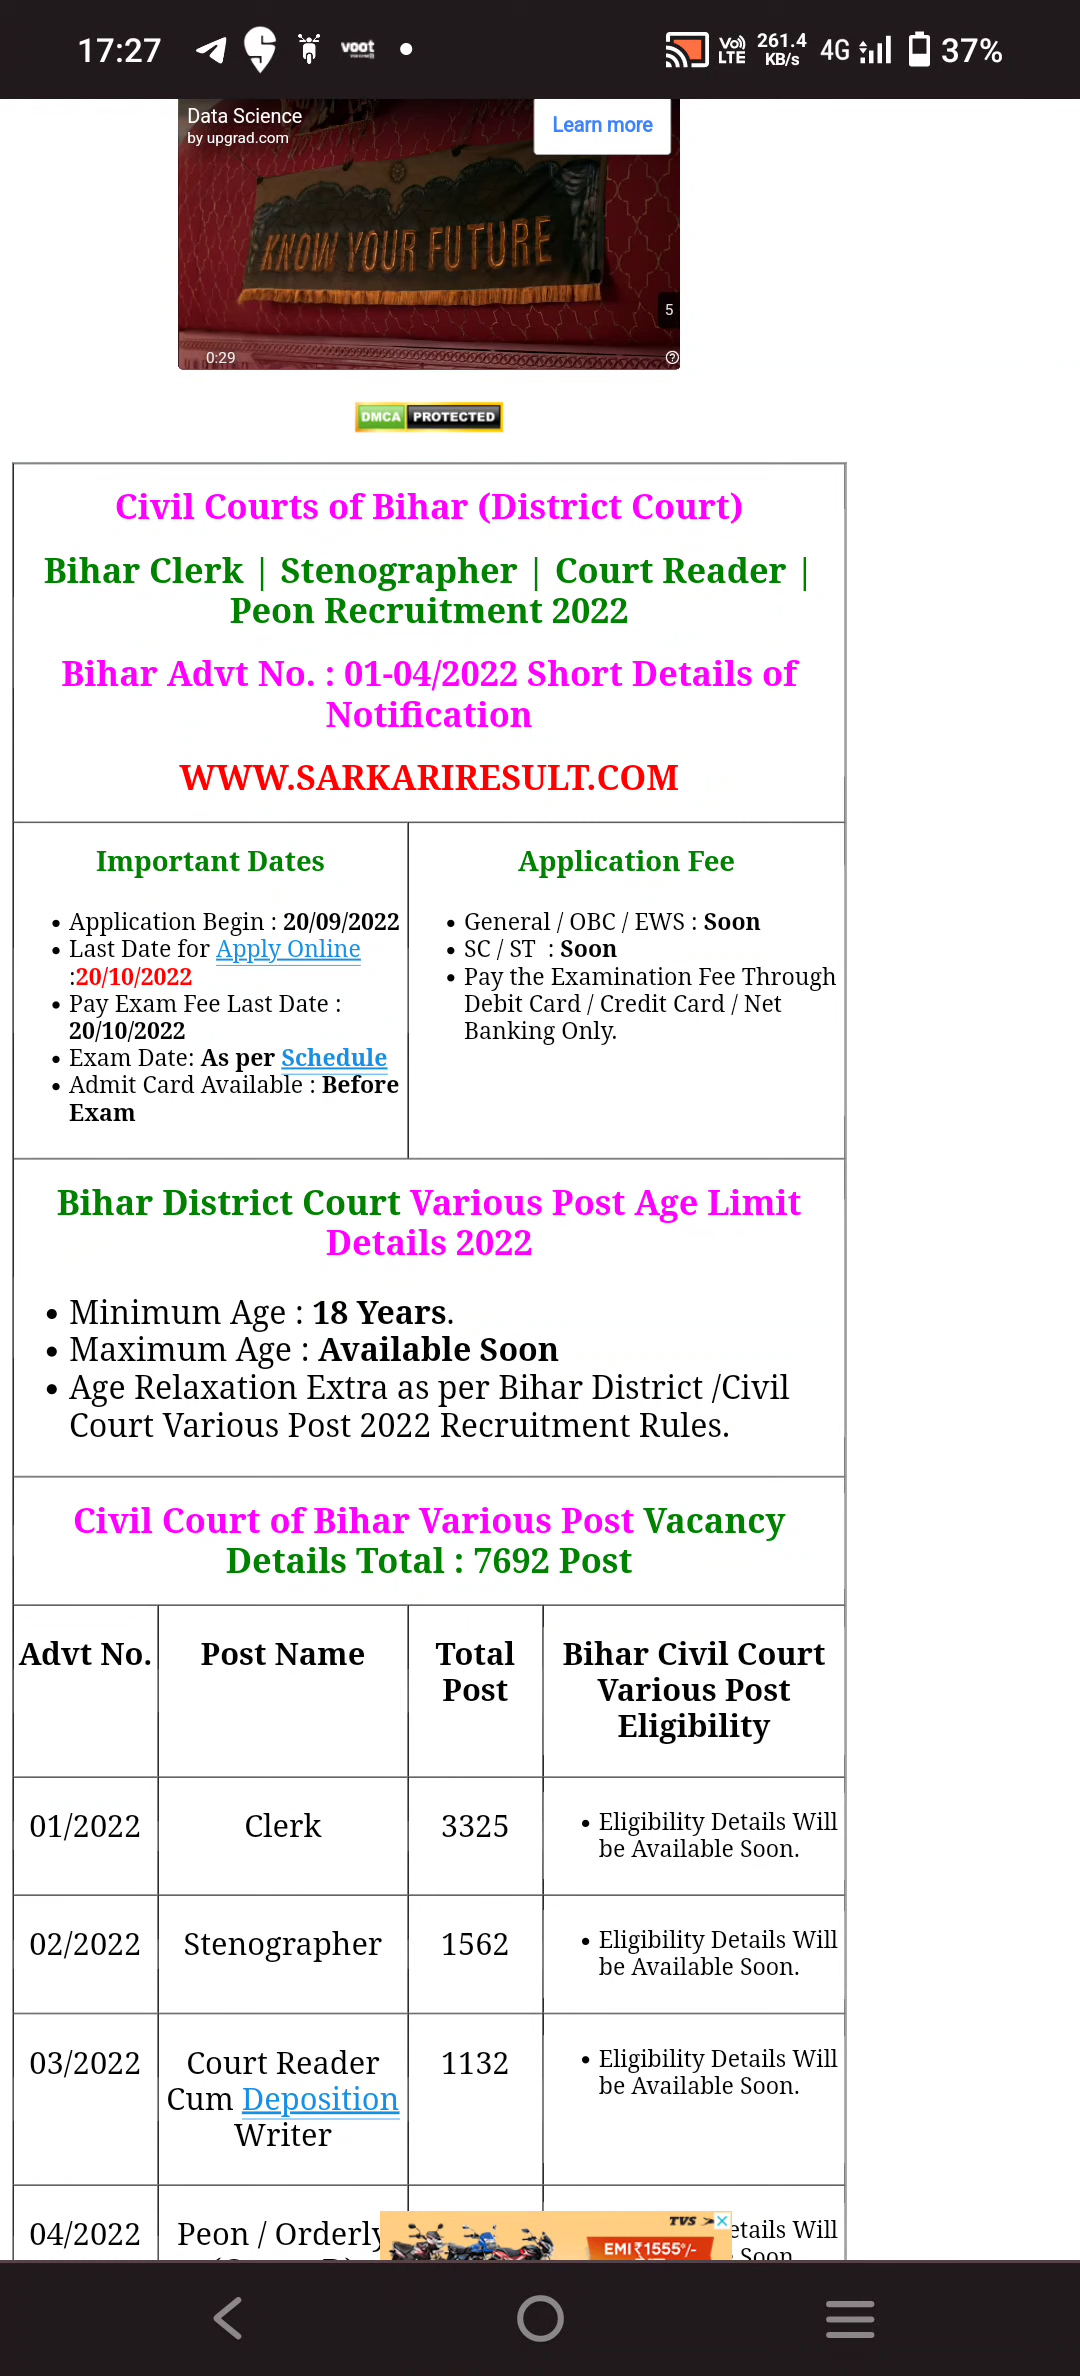 17:27
voot
Vo) LTE
261.4 KB/s
4G
37%
Data Science
by upgrad.com
Learn more
KNOW YOUR FUTURE
5
0:29
DMCA PROTECTED
Civil Courts of Bihar (District Court)
Bihar Clerk | Stenographer | Court Reader |
Peon Recruitment 2022
Bihar Advt No. : 01-04/2022 Short Details of
Notification
WWW.SARKARIRESULT.COM
Important Dates
Application Begin : 20/09/2022
Last Date for Apply Online
:20/10/2022
Pay Exam Fee Last Date :
20/10/2022
Exam Date: As per Schedule
Admit Card Available : Before
Exam
Application Fee
General / OBC / EWS : Soon
SC / ST : Soon
Pay the Examination Fee Through
Debit Card / Credit Card / Net
Banking Only.
Bihar District Court Various Post Age Limit
Details 2022
Minimum Age : 18 Years.
Maximum Age : Available Soon
Age Relaxation Extra as per Bihar District /Civil
Court Various Post 2022 Recruitment Rules.
Civil Court of Bihar Various Post Vacancy
Details Total : 7692 Post
Advt No.
Post Name
Total
Post
Bihar Civil Court
Various Post
Eligibility
01/2022
Clerk
3325
Eligibility Details Will
be Available Soon.
02/2022
Stenographer
1562
Eligibility Details Will
be Available Soon.
03/2022
Court Reader
Cum Deposition
Writer
1132
Eligibility Details Will
be Available Soon.
04/2022
Peon / Orderly
TVS
EMI ₹1555*/-
Will
Soon